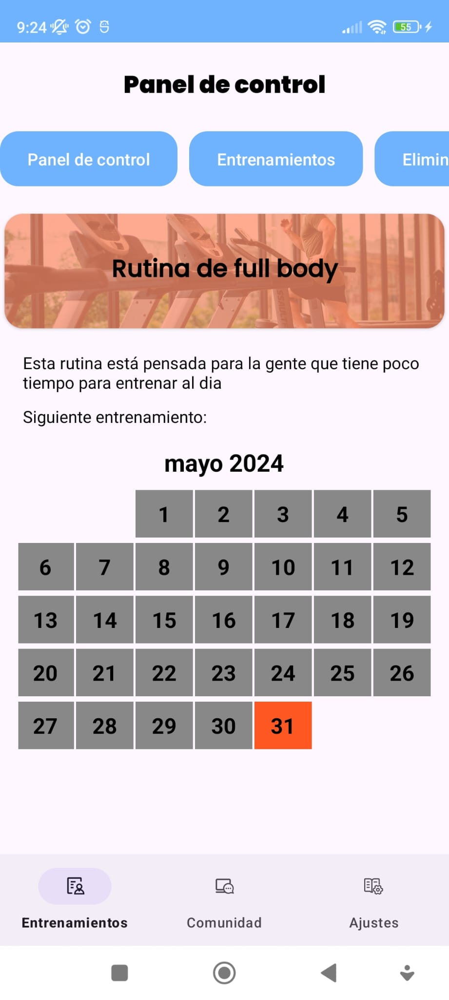 9:24
55
Panel de control
Panel de control Entrenamientos Elimin
Rutina de full body
Esta rutina está pensada para la gente que tiene poco
tiempo para entrenar al dia
Siguiente entrenamiento:
mayo 2024
1 2 3 4 5
6 7 8 9 10 11 12
13 14 15 16 17 18 19
20 21 22 23 24 25 26
27 28 29 30 31
Entrenamientos Comunidad Ajustes